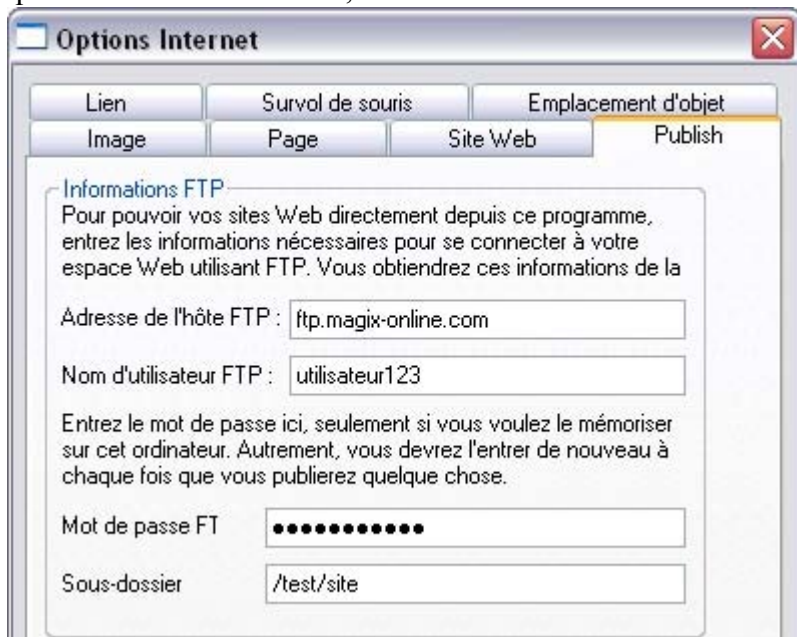 Options Internet
Lien Survol de souris Emplacement d'objet
Image Page Site Web Publish
Informations FTP
Pour pouvoir vos sites Web directement depuis ce programme,
entrez les informations nécessaires pour se connecter à votre
espace Web utilisant FTP. Vous obtiendrez ces informations de la
Adresse de l'hôte FTP : ftp.magix-online.com
Nom d'utilisateur FTP : utilisateur123
Entrez le mot de passe ici, seulement si vous voulez le mémoriser
sur cet ordinateur. Autrement, vous devrez l'entrer de nouveau à
chaque fois que vous publierez quelque chose.
Mot de passe FT ●●●●●●●●●●●
Sous-dossier /test/site